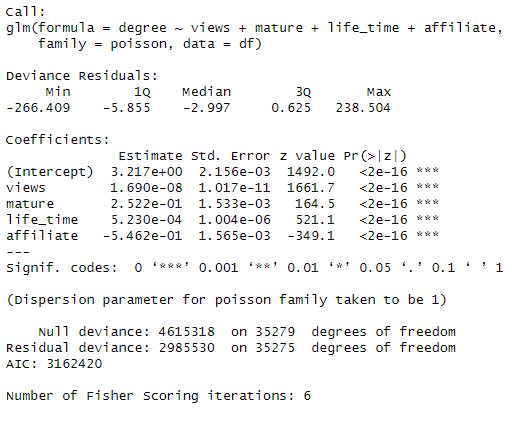 Call:
glm(formula = degree ~ views + mature + life_time + affiliate,
    family = poisson, data = df)

Deviance Residuals:
     Min        1Q    Median        3Q       Max
-266.409    -5.855    -2.997     0.625   238.504

Coefficients:
              Estimate Std. Error z value Pr(>|z|)
(Intercept)  3.217e+00  2.156e-03  1492.0   <2e-16 ***
views        1.690e-08  1.017e-11  1661.7   <2e-16 ***
mature       2.522e-01  1.533e-03   164.5   <2e-16 ***
life_time    5.230e-04  1.004e-06   521.1   <2e-16 ***
affiliate   -5.462e-01  1.565e-03  -349.1   <2e-16 ***
---
Signif. codes:  0 ‘***’ 0.001 ‘**’ 0.01 ‘*’ 0.05 ‘.’ 0.1 ‘ ’ 1

(Dispersion parameter for poisson family taken to be 1)

    Null deviance: 4615318  on 35279  degrees of freedom
Residual deviance: 2985530  on 35275  degrees of freedom
AIC: 3162420

Number of Fisher Scoring iterations: 6